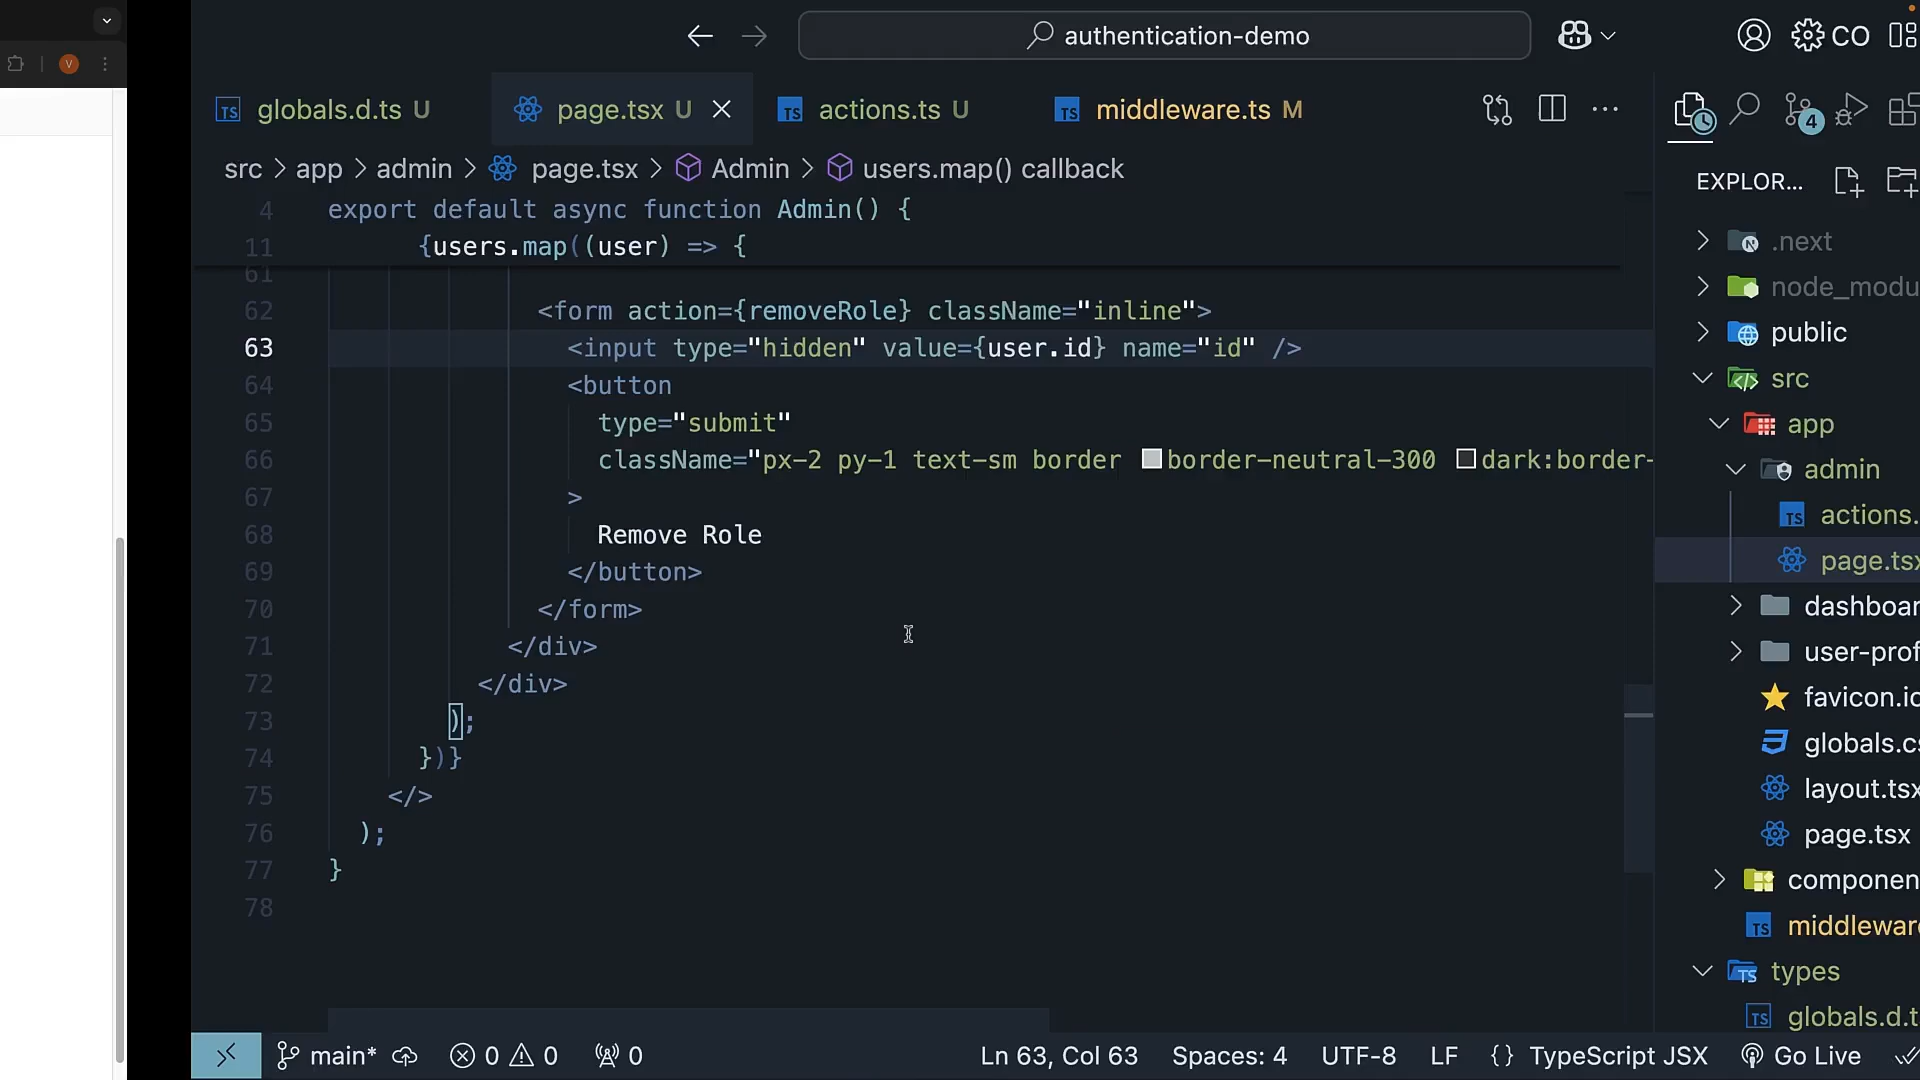 V
authentication-demo
CO
globals.d.ts U
page.tsx U
actions.ts U
middleware.ts M
4
src > app > admin > page.tsx > Admin > users.map() callback
EXPLOR...
4 export default async function Admin() {
11 {users.map((user) => {
61
62 <form action={removeRole} className="inline">
63 <input type="hidden" value={user.id} name="id" />
64 <button
65 type="submit"
66 className="px-2 py-1 text-sm border border-neutral-300 dark:border-
67 >
68 Remove Role
69 </button>
70 </form>
71 </div>
72 </div>
73 );
74 })}
75 </>
76 );
77 }
78
.next
node_modu
public
src
app
admin
actions.
page.tsx
dashboar
user-prof
favicon.ic
globals.cs
layout.tsx
page.tsx
componen
middleware
types
globals.d.t
main* 0 0 0 Ln 63, Col 63 Spaces: 4 UTF-8 LF {} TypeScript JSX Go Live